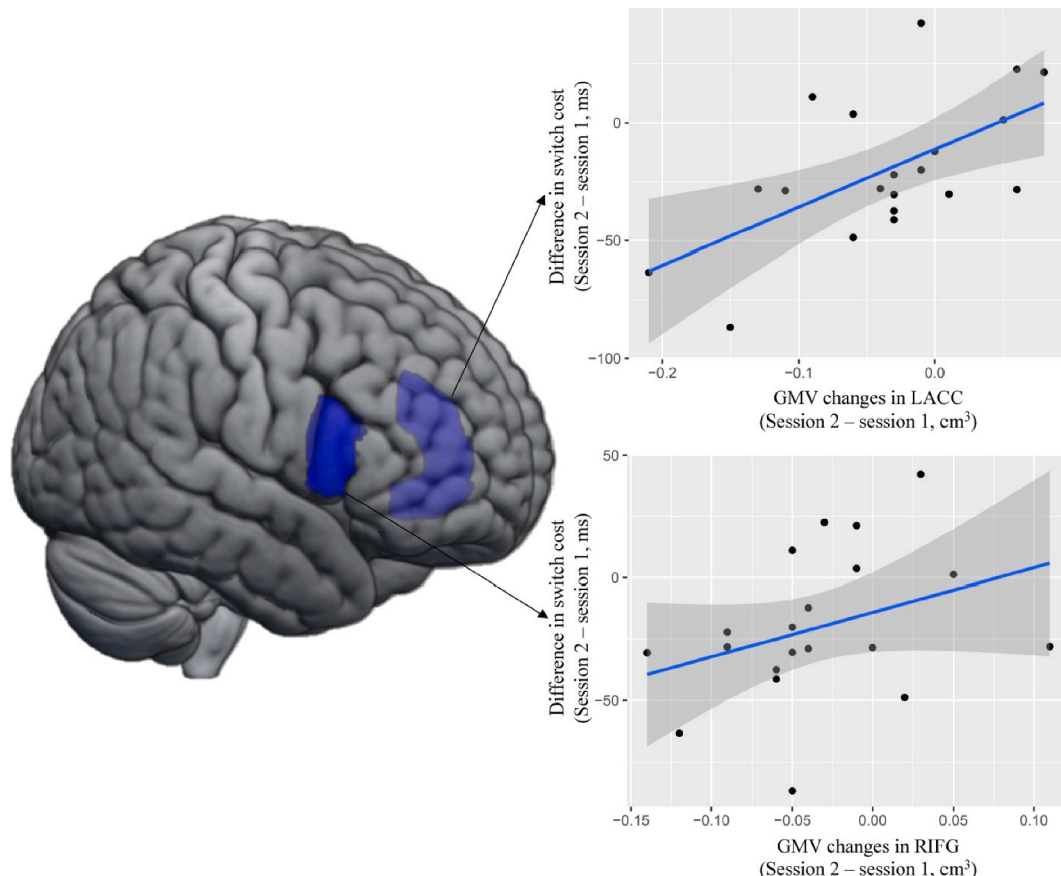 Difference in switch cost
(Session 2 – session 1, ms)
0
−50
−100
−0.2
−0.1
0.0
GMV changes in LACC
(Session 2 – session 1, cm³)
Difference in switch cost
(Session 2 – session 1, ms)
50
0
−50
−0.15
−0.10
−0.05
0.00
0.05
0.10
GMV changes in RIFG
(Session 2 – session 1, cm³)